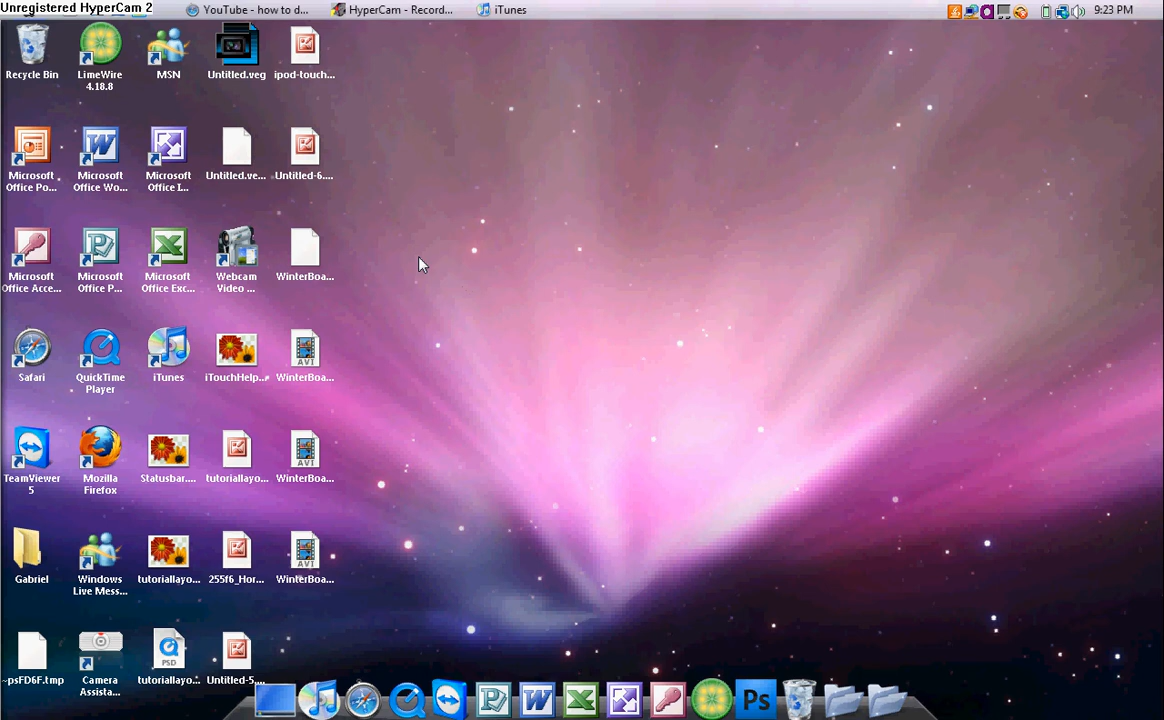 Unregistered HyperCam 2
YouTube - how to d...
HyperCam - Record...
iTunes
9:23 PM
Recycle Bin
LimeWire
4.18.8
MSN
Untitled.veg
ipod-touch...
Microsoft
Office Po...
Microsoft
Office Wo...
Microsoft
Office I...
Untitled.ve...
Untitled-6....
Microsoft
Office Acce...
Microsoft
Office P...
Microsoft
Office Exc...
Webcam
Video ...
WinterBoa...
Safari
QuickTime
Player
iTunes
iTouchHelp...
WinterBoa...
TeamViewer
5
Mozilla
Firefox
Statusbar....
tutoriallayo...
WinterBoa...
Gabriel
Windows
Live Mess...
tutoriallayo...
255f6_Hor...
WinterBoa...
~psFD6F.tmp
Camera
Assista...
PSD
tutoriallayo...
Untitled-5....
Ps